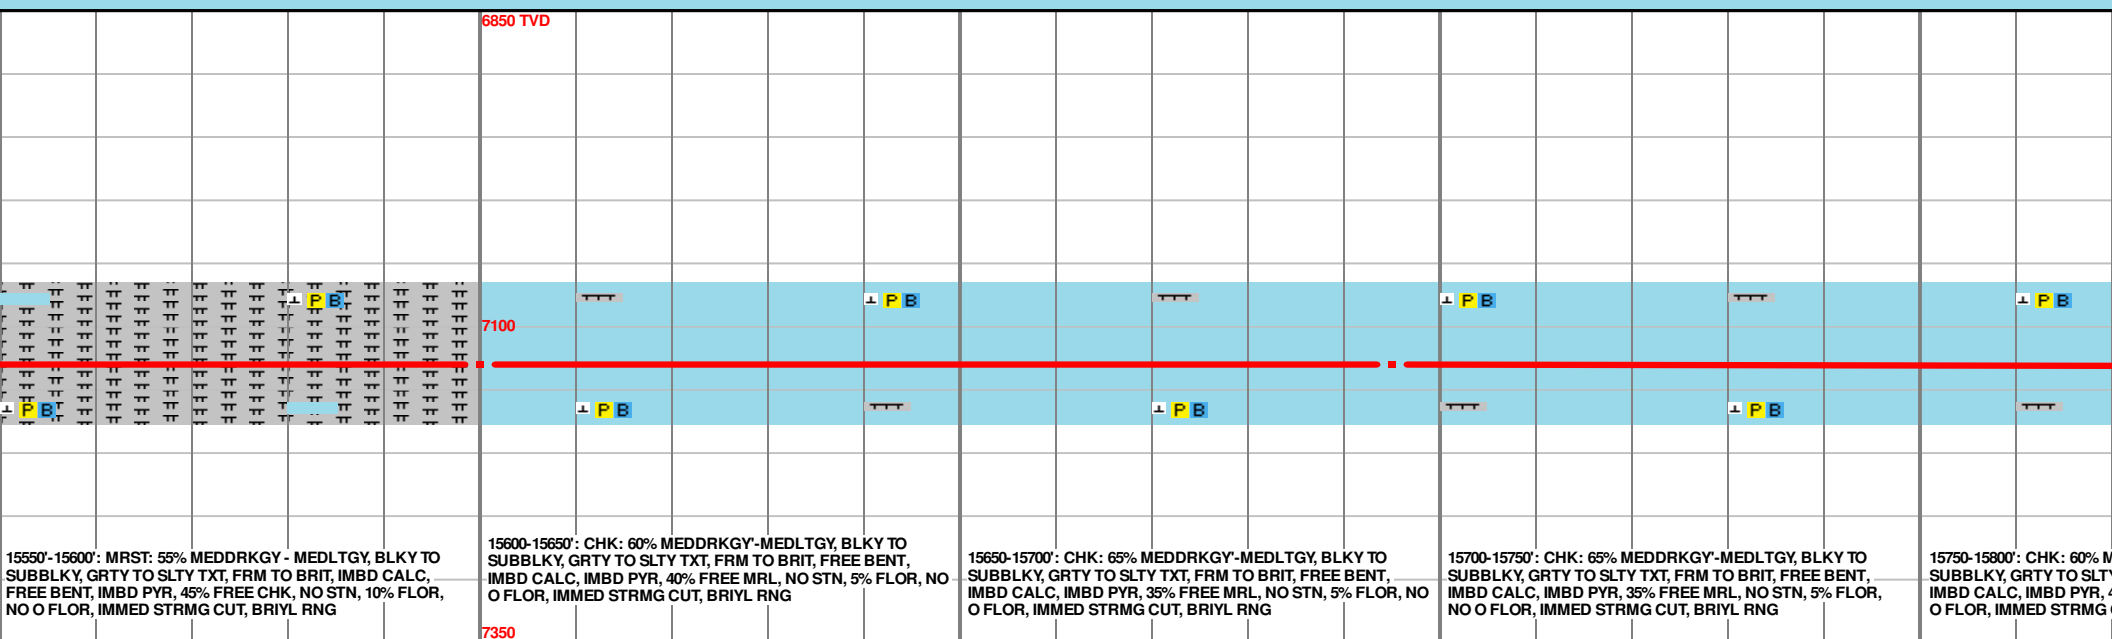 6850 TVD
P B
P B
P B
P B
7100
P B
P B
P B
P B
15550'-15600': MRST: 55% MEDDRKGY - MEDLTGY, BLKY TO
SUBBLKY, GRTY TO SLTY TXT, FRM TO BRIT, IMBD CALC,
FREE BENT, IMBD PYR, 45% FREE CHK, NO STN, 10% FLOR,
NO O FLOR, IMMED STRMG CUT, BRIYL RNG
15600-15650': CHK: 60% MEDDRKGY'-MEDLTGY, BLKY TO
SUBBLKY, GRTY TO SLTY TXT, FRM TO BRIT, FREE BENT,
IMBD CALC, IMBD PYR, 40% FREE MRL, NO STN, 5% FLOR, NO
O FLOR, IMMED STRMG CUT, BRIYL RNG
15650-15700': CHK: 65% MEDDRKGY'-MEDLTGY, BLKY TO
SUBBLKY, GRTY TO SLTY TXT, FRM TO BRIT, FREE BENT,
IMBD CALC, IMBD PYR, 35% FREE MRL, NO STN, 5% FLOR, NO
O FLOR, IMMED STRMG CUT, BRIYL RNG
15700-15750': CHK: 65% MEDDRKGY'-MEDLTGY, BLKY TO
SUBBLKY, GRTY TO SLTY TXT, FRM TO BRIT, FREE BENT,
IMBD CALC, IMBD PYR, 35% FREE MRL, NO STN, 5% FLOR,
NO O FLOR, IMMED STRMG CUT, BRIYL RNG
15750-15800': CHK: 60% M
SUBBLKY, GRTY TO SLTY
IMBD CALC, IMBD PYR,
O FLOR, IMMED STRMG
7350